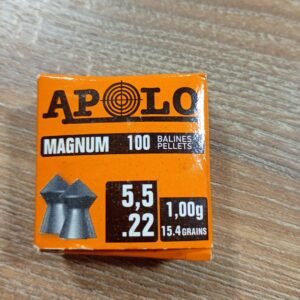 APOLO
MAGNUM 100 BALINES
PELLETS
5,5
.22
1,00g
15.4 GRAINS